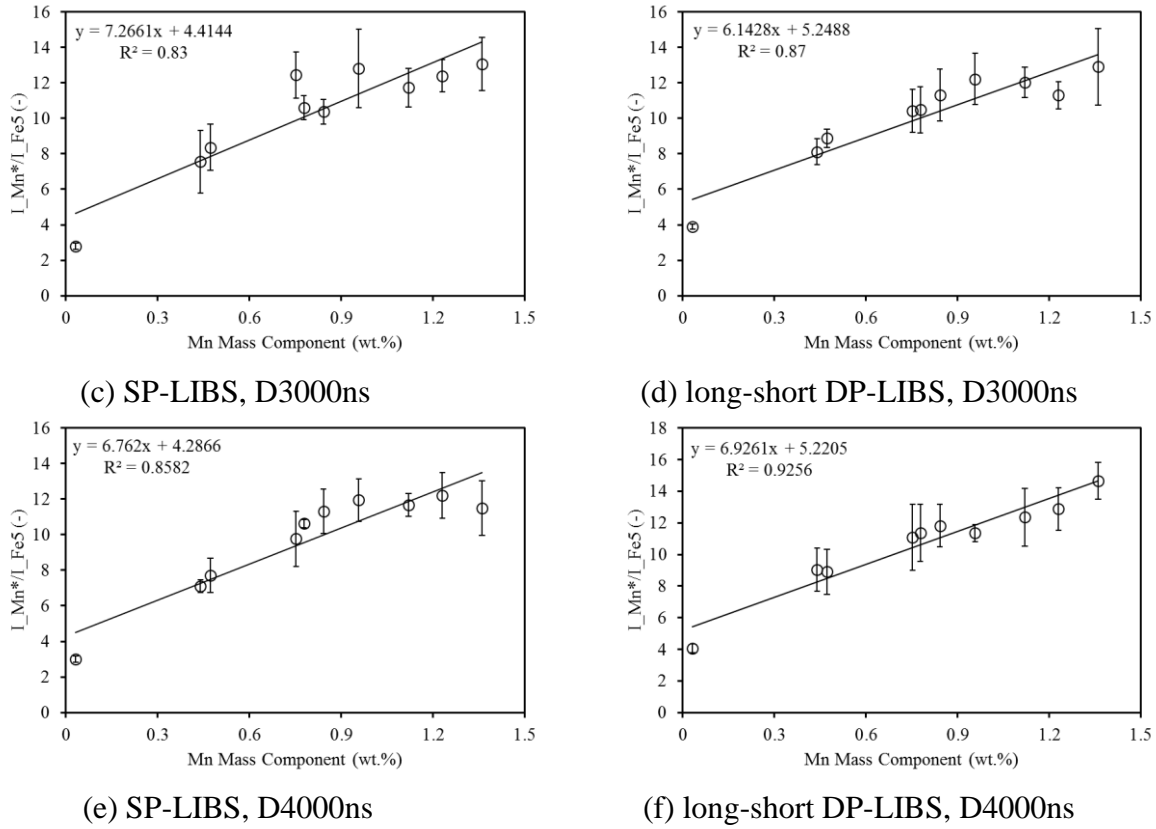 y = 7.2661x + 4.4144
R² = 0.83
16
14
12
10
8
6
4
2
0
I_Mn*/I_Fe5 (-)
0 0.3 0.6 0.9 1.2 1.5
Mn Mass Component (wt.%)
(c) SP-LIBS, D3000ns
y = 6.1428x + 5.2488
R² = 0.87
16
14
12
10
8
6
4
2
0
I_Mn*/I_Fe5 (-)
0 0.3 0.6 0.9 1.2 1.5
Mn Mass Component (wt.%)
(d) long-short DP-LIBS, D3000ns
y = 6.762x + 4.2866
R² = 0.8582
16
14
12
10
8
6
4
2
0
I_Mn*/I_Fe5 (-)
0 0.3 0.6 0.9 1.2 1.5
Mn Mass Component (wt.%)
(e) SP-LIBS, D4000ns
y = 6.9261x + 5.2205
R² = 0.9256
18
16
14
12
10
8
6
4
2
0
I_Mn*/I_Fe5 (-)
0 0.3 0.6 0.9 1.2 1.5
Mn Mass Component (wt.%)
(f) long-short DP-LIBS, D4000ns